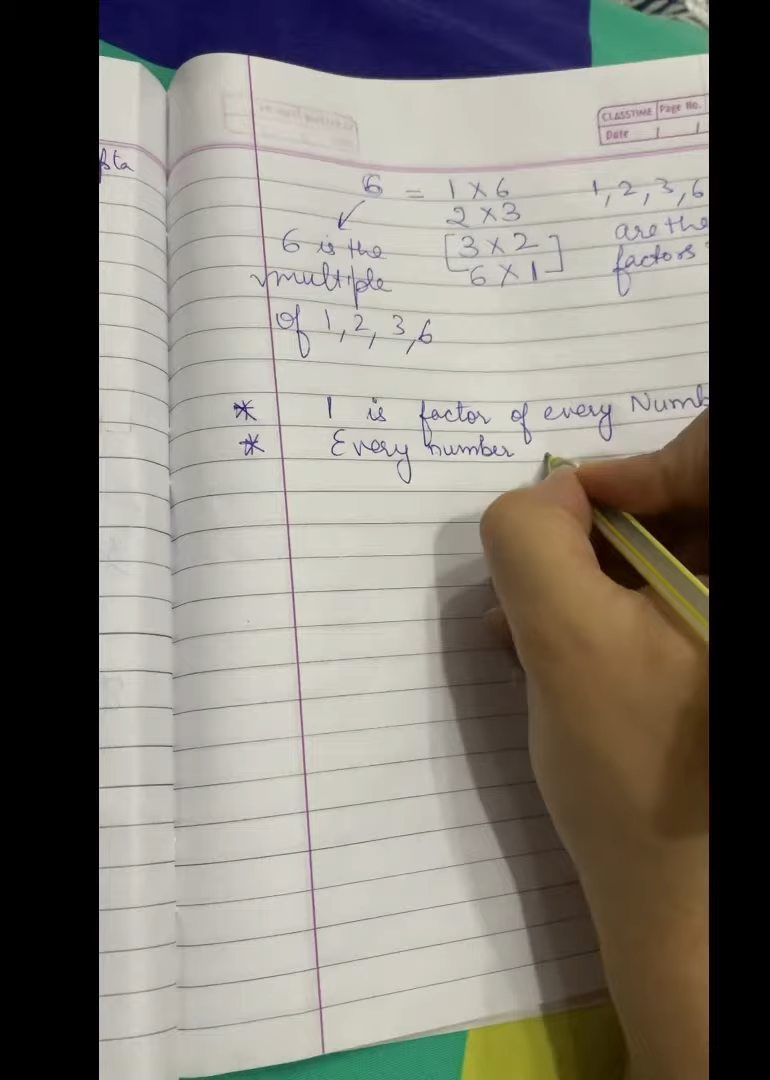 sta
CLASSTIME Page No.
Date / /
6 = 1 × 6 1, 2, 3, 6
2 × 3 are the
6 is the [3 × 2 factors
multiple 6 × 1]
of 1, 2, 3, 6
* 1 is factor of every Numb
* Every number